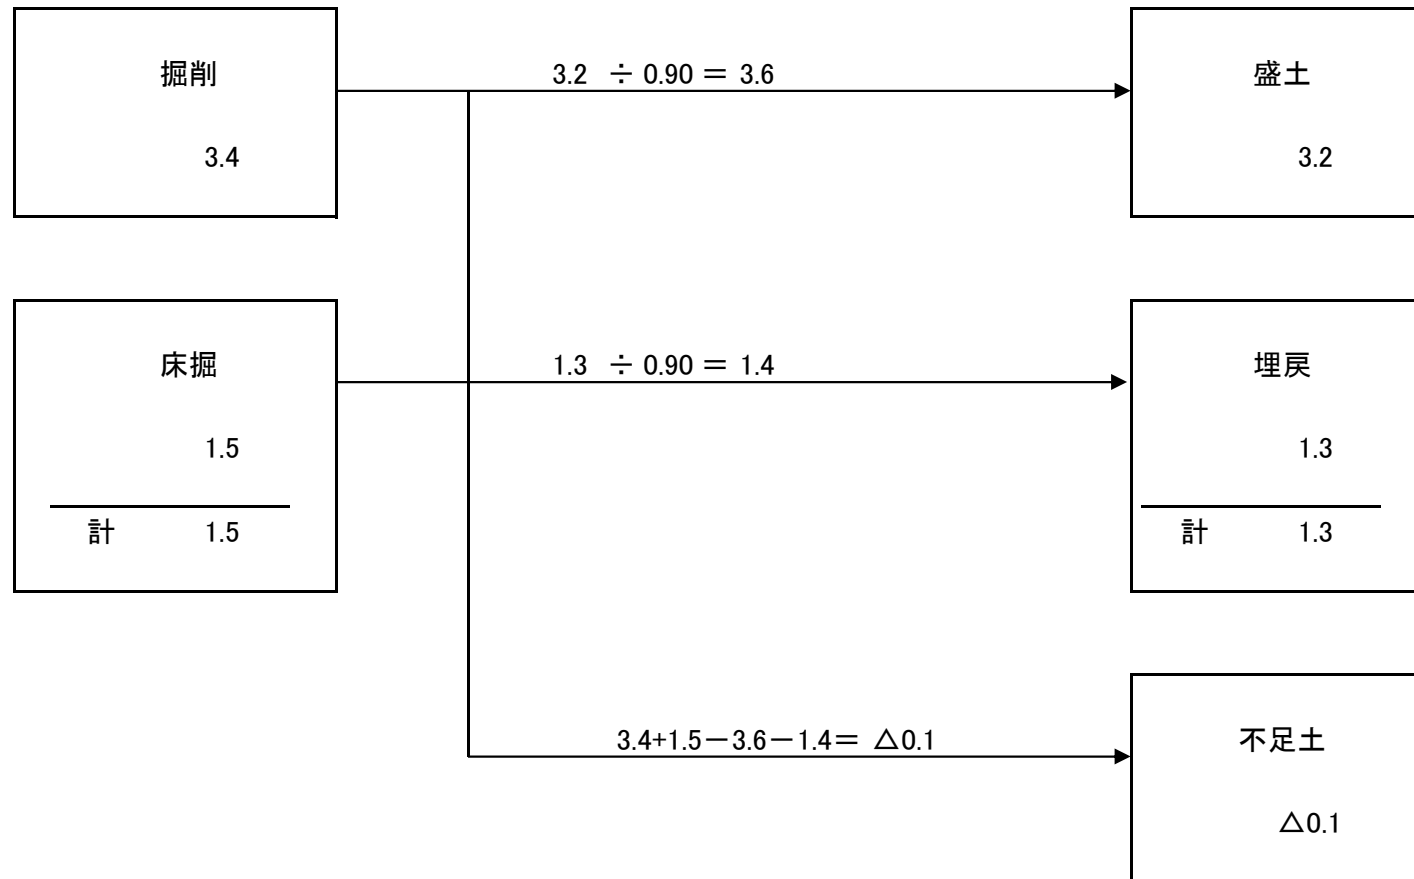 掘削
3.4
3.2 ÷ 0.90 = 3.6
盛土
3.2
床掘
1.5
計 1.5
1.3 ÷ 0.90 = 1.4
埋戻
1.3
計 1.3
3.4+1.5－3.6－1.4＝ △0.1
不足土
△0.1